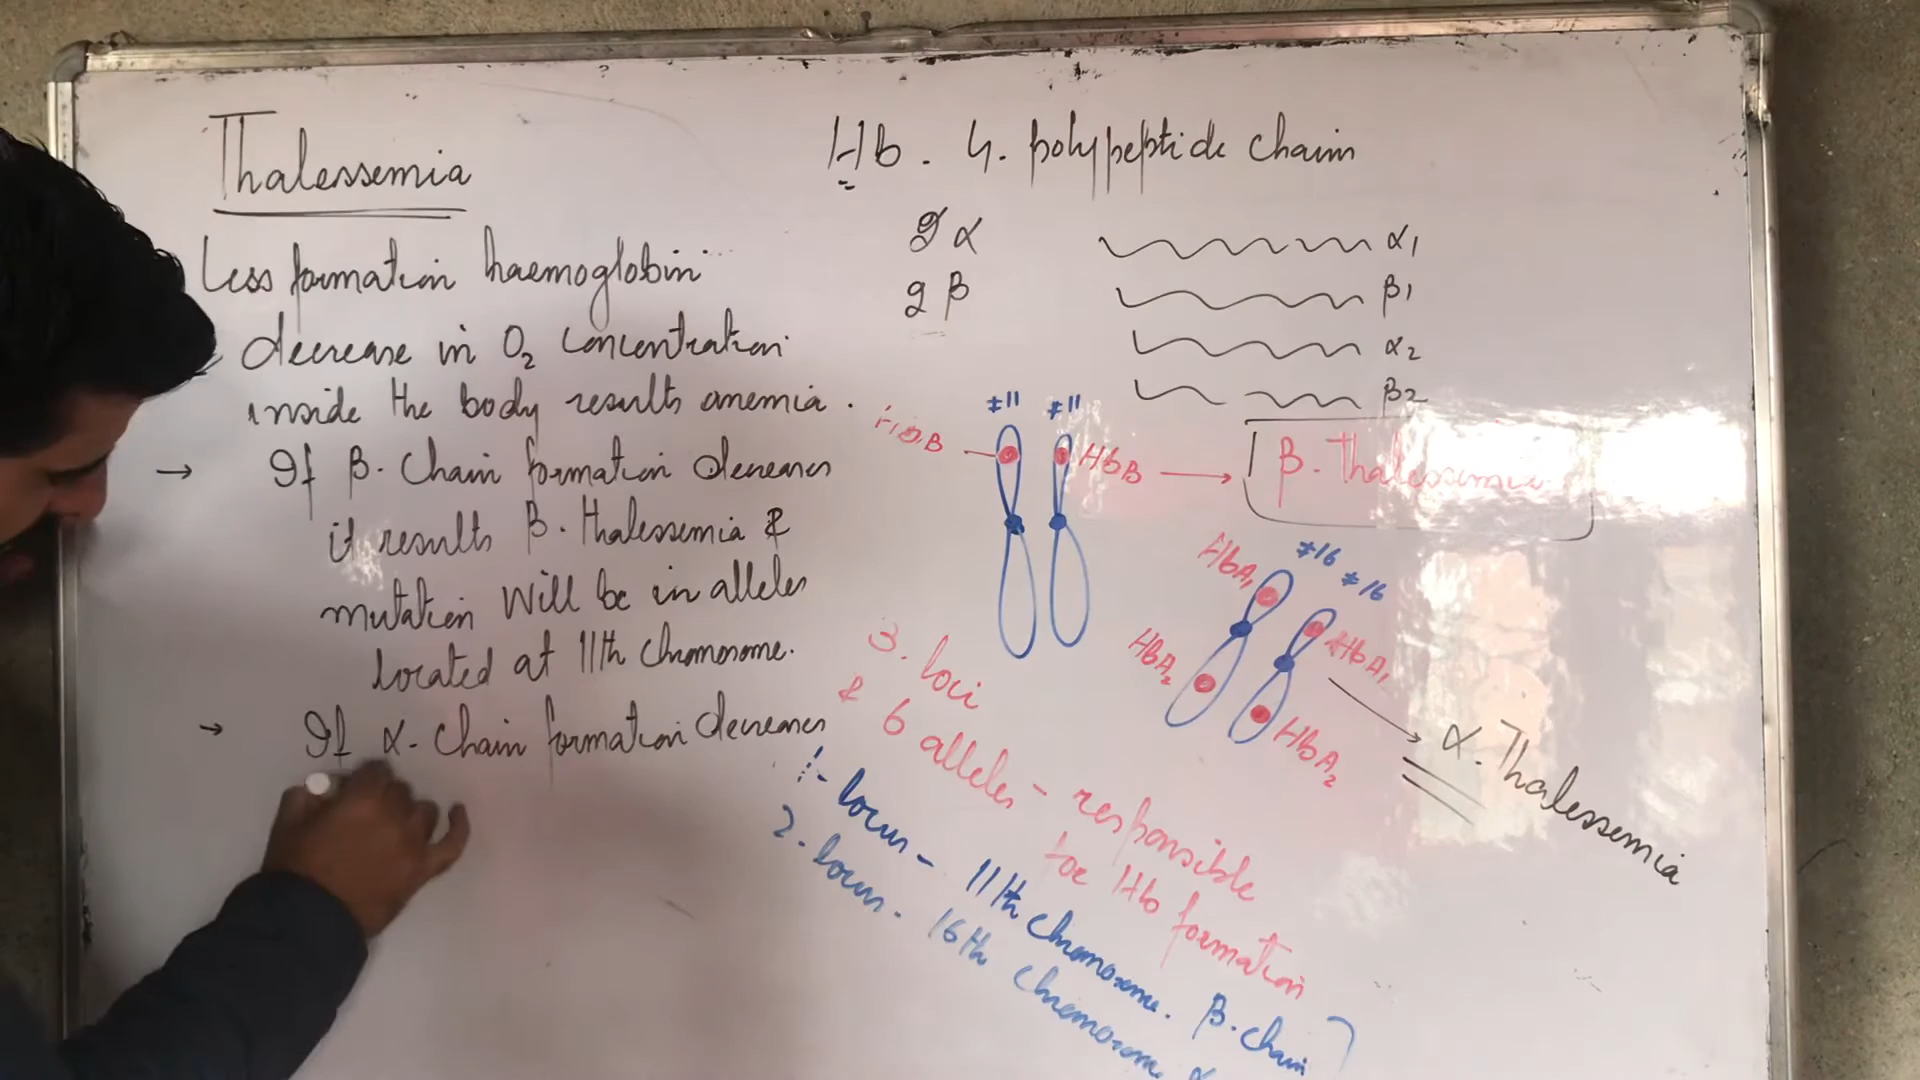 Thalessemia
Less formation haemoglobin
decrease in O2 concentration
inside the body results anemia.
→ If β. Chain formation decreases
it results β. Thalessemia &
mutation will be in alleles
located at 11th chromosome.
→ If α- Chain formation decreases
Hb. 4. polypeptide chain
2 α
2 β
α1
β1
α2
β2
#11 #11
HbB
HbB →
β. Thalessemia
#16 #16
HbA1
HbA2
HbA1
HbA2
α. Thalessemia
3. loci
& 6 alleles - responsible
for Hb formation
1- locus - 11th chromosome. β. chain
2. locus. 16th chromosome α